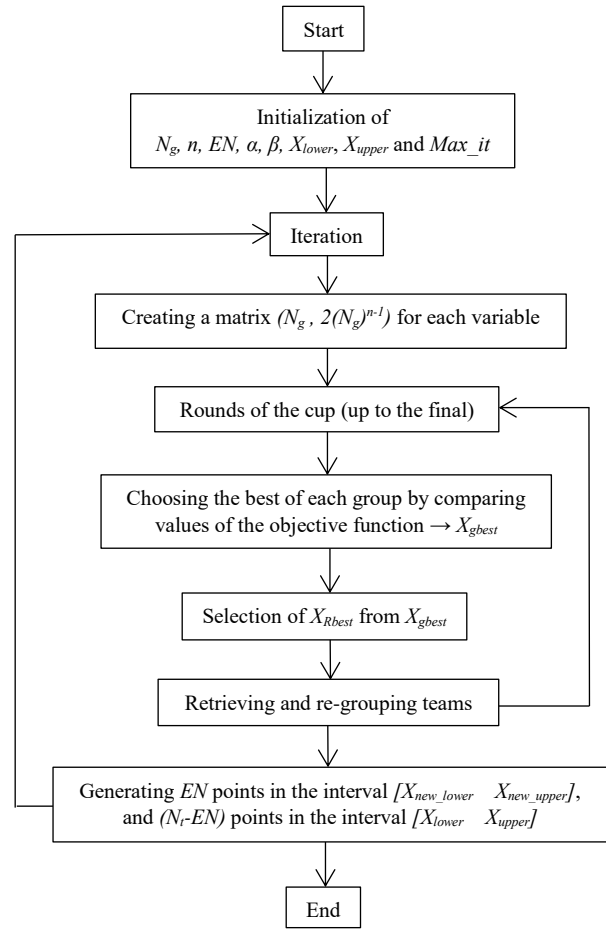 Start
Initialization of
N_g, n, EN, α, β, X_lower, X_upper and Max_it
Iteration
Creating a matrix (N_g , 2(N_g)^n-1) for each variable
Rounds of the cup (up to the final)
Choosing the best of each group by comparing
values of the objective function → X_gbest
Selection of X_Rbest from X_gbest
Retrieving and re-grouping teams
Generating EN points in the interval [X_new_lower X_new_upper],
and (N_t-EN) points in the interval [X_lower X_upper]
End